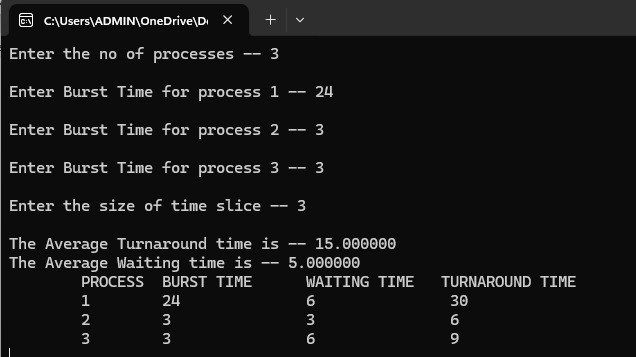 C:\Users\ADMIN\OneDrive\De
Enter the no of processes -- 3
Enter Burst Time for process 1 -- 24
Enter Burst Time for process 2 -- 3
Enter Burst Time for process 3 -- 3
Enter the size of time slice -- 3
The Average Turnaround time is -- 15.000000
The Average Waiting time is -- 5.000000
PROCESS BURST TIME WAITING TIME TURNAROUND TIME
1 24 6 30
2 3 3 6
3 3 6 9